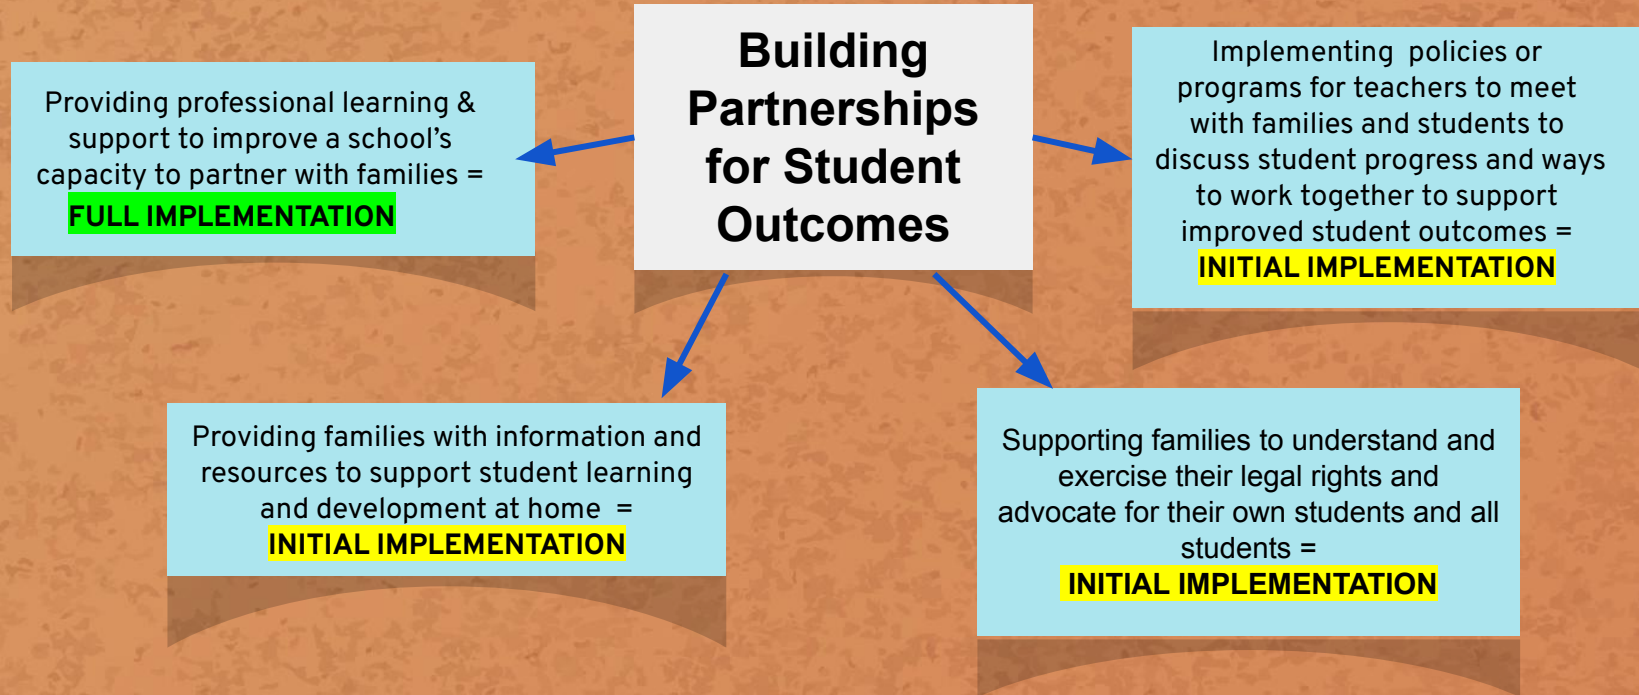 Building
Partnerships
for Student
Outcomes
Providing professional learning &
support to improve a school’s
capacity to partner with families =
FULL IMPLEMENTATION
Implementing  policies or
programs for teachers to meet
with families and students to
discuss student progress and ways
to work together to support
improved student outcomes =
INITIAL IMPLEMENTATION
Providing families with information and
resources to support student learning
and development at home  =
INITIAL IMPLEMENTATION
Supporting families to understand and
exercise their legal rights and
advocate for their own students and all
students =
INITIAL IMPLEMENTATION